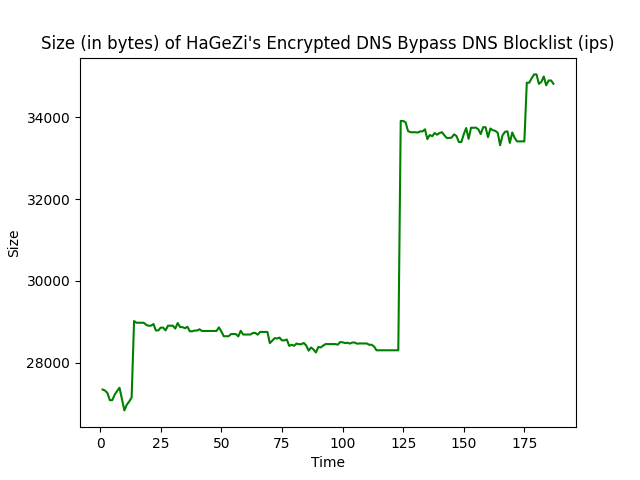 Size (in bytes) of HaGeZi's Encrypted DNS Bypass DNS Blocklist (ips)
34000
32000
30000
28000
Size
0 25 50 75 100 125 150 175
Time